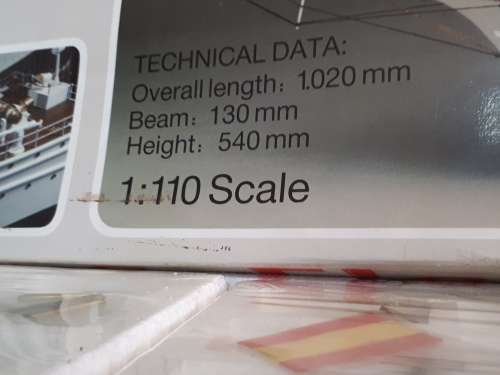 TECHNICAL DATA:
Overall length: 1.020 mm
Beam: 130 mm
Height: 540 mm
1:110 Scale